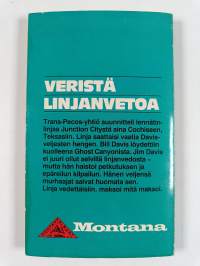 VERISTÄ
LINJANVETOA
Trans-Pecos-yhtiö suunnitteli lennätin-
linjaa Junction Citystä aina Cochiseen,
Teksasiin. Linja saattaisi vaatia Davis-
veljesten hengen. Bill Davis löydettiin
kuolleena Ghost Canyonista. Jim Davis
ei juuri ollut selvillä linjanvedosta –
mutta hän haistoi petkutuksen ja
epäreilun kilpailun. Hänen veljensä
murhaajat saivat huomata sen.
Linja vedettäisiin, maksoi mitä maksoi.
Montana